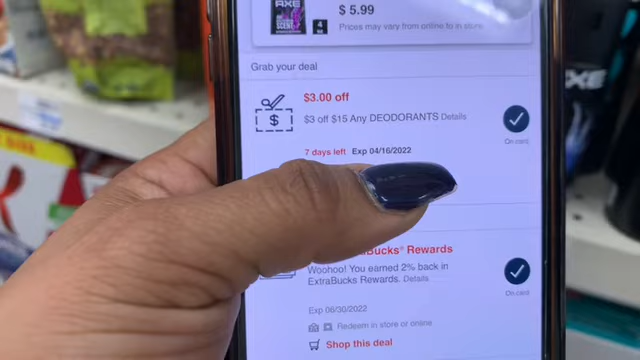 AXE
$ 5.99
4
Prices may vary from online to in store.
Grab your deal
$3.00 off
$
$3 off $15 Any DEODORANTS Details
On card
7 days left Exp 04/16/2022
Bucks® Rewards
Woohoo! You earned 2% back in
ExtraBucks Rewards. Details
On card
Exp 06/30/2022
Redeem in store or online
Shop this deal
AXE